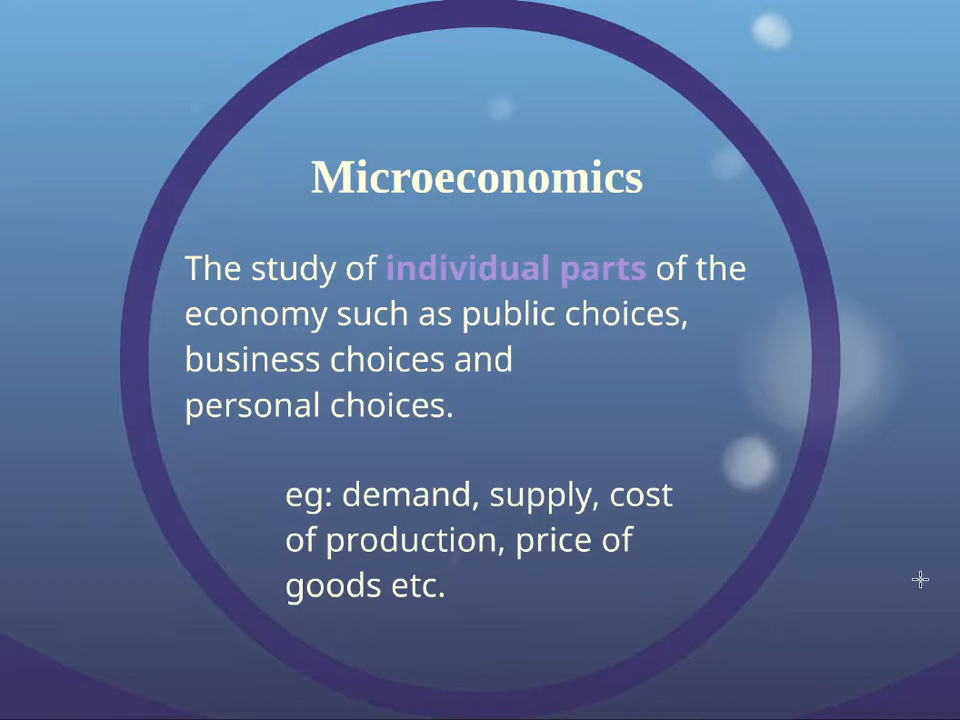 Microeconomics
The study of individual parts of the
economy such as public choices,
business choices and
personal choices.
eg: demand, supply, cost
of production, price of
goods etc.